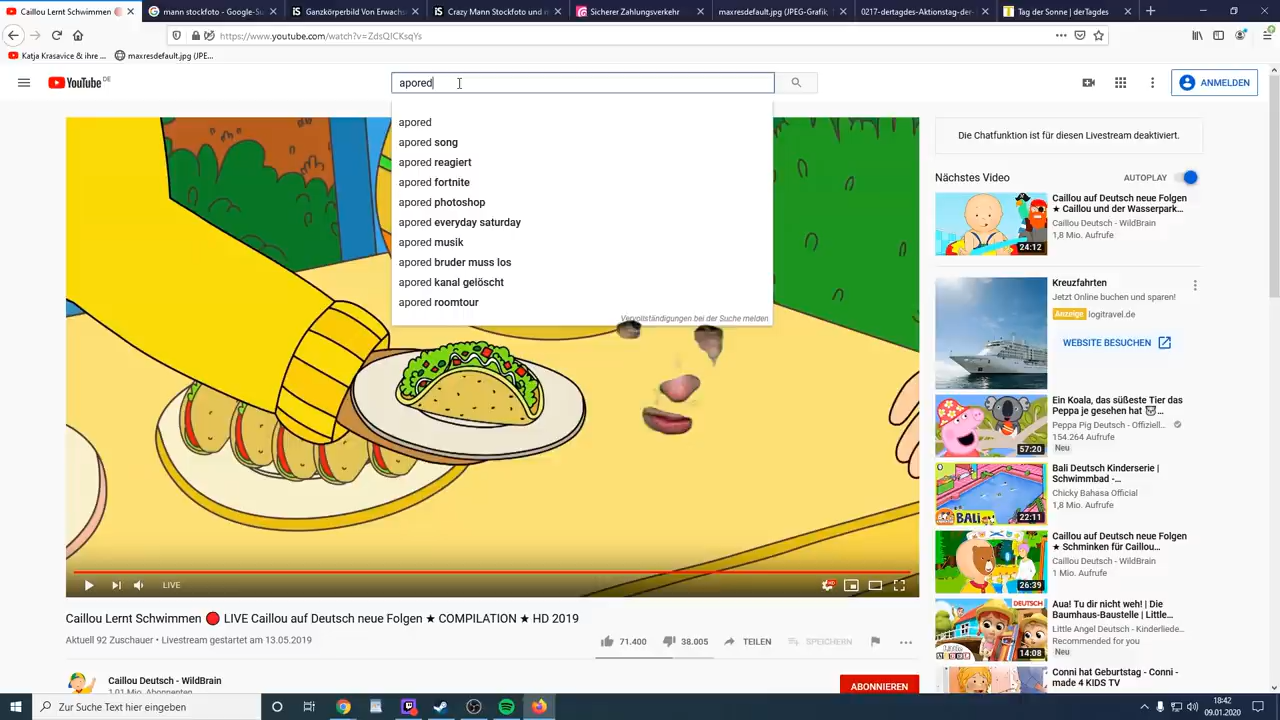 Caillou Lernt Schwimmen
mann stockfoto - Google-Su
Ganzkörperbild Von Erwachs
Crazy Mann Stockfoto und m
Sicherer Zahlungsverkehr
maxresdefault.jpg (JPEG-Grafik,
0217-dertagdes-Aktionstag-der-
Tag der Sonne | derTages
https://www.youtube.com/watch?v=ZdsQICKsqYs
Katja Krasavice & ihre ...
maxresdefault.jpg (JPE...
YouTube DE
apored
ANMELDEN
apored
apored song
apored reagiert
apored fortnite
apored photoshop
apored everyday saturday
apored musik
apored bruder muss los
apored kanal gelöscht
apored roomtour
Vervollständigungen bei der Suche melden
LIVE
HD
Caillou Lernt Schwimmen 🔴 LIVE Caillou auf Deutsch neue Folgen ★ COMPILATION ★ HD 2019
Aktuell 92 Zuschauer • Livestream gestartet am 13.05.2019
71.400
38.005
TEILEN
SPEICHERN
Caillou Deutsch - WildBrain
1,01 Mio. Abonnenten
ABONNIEREN
Die Chatfunktion ist für diesen Livestream deaktiviert.
Nächstes Video
AUTOPLAY
24:12
Caillou auf Deutsch neue Folgen
★ Caillou und der Wasserpark...
Caillou Deutsch - WildBrain
1,8 Mio. Aufrufe
Kreuzfahrten
Jetzt Online buchen und sparen!
Anzeige logitravel.de
WEBSITE BESUCHEN
57:20
Ein Koala, das süßeste Tier das
Peppa je gesehen hat 🐨...
Peppa Pig Deutsch - Offiziell...
154.264 Aufrufe
Neu
BALI
22:11
Bali Deutsch Kinderserie |
Schwimmbad -...
Chicky Bahasa Official
1,8 Mio. Aufrufe
26:39
Caillou auf Deutsch neue Folgen
★ Schminken für Caillou...
Caillou Deutsch - WildBrain
1 Mio. Aufrufe
DEUTSCH
14:08
Aua! Tu dir nicht weh! | Die
Baumhaus-Baustelle | Little...
Little Angel Deutsch - Kinderliede...
Recommended for you
Neu
Conni hat Geburtstag - Conni -
made 4 KIDS TV
Zur Suche Text hier eingeben
18:42
09.01.2020